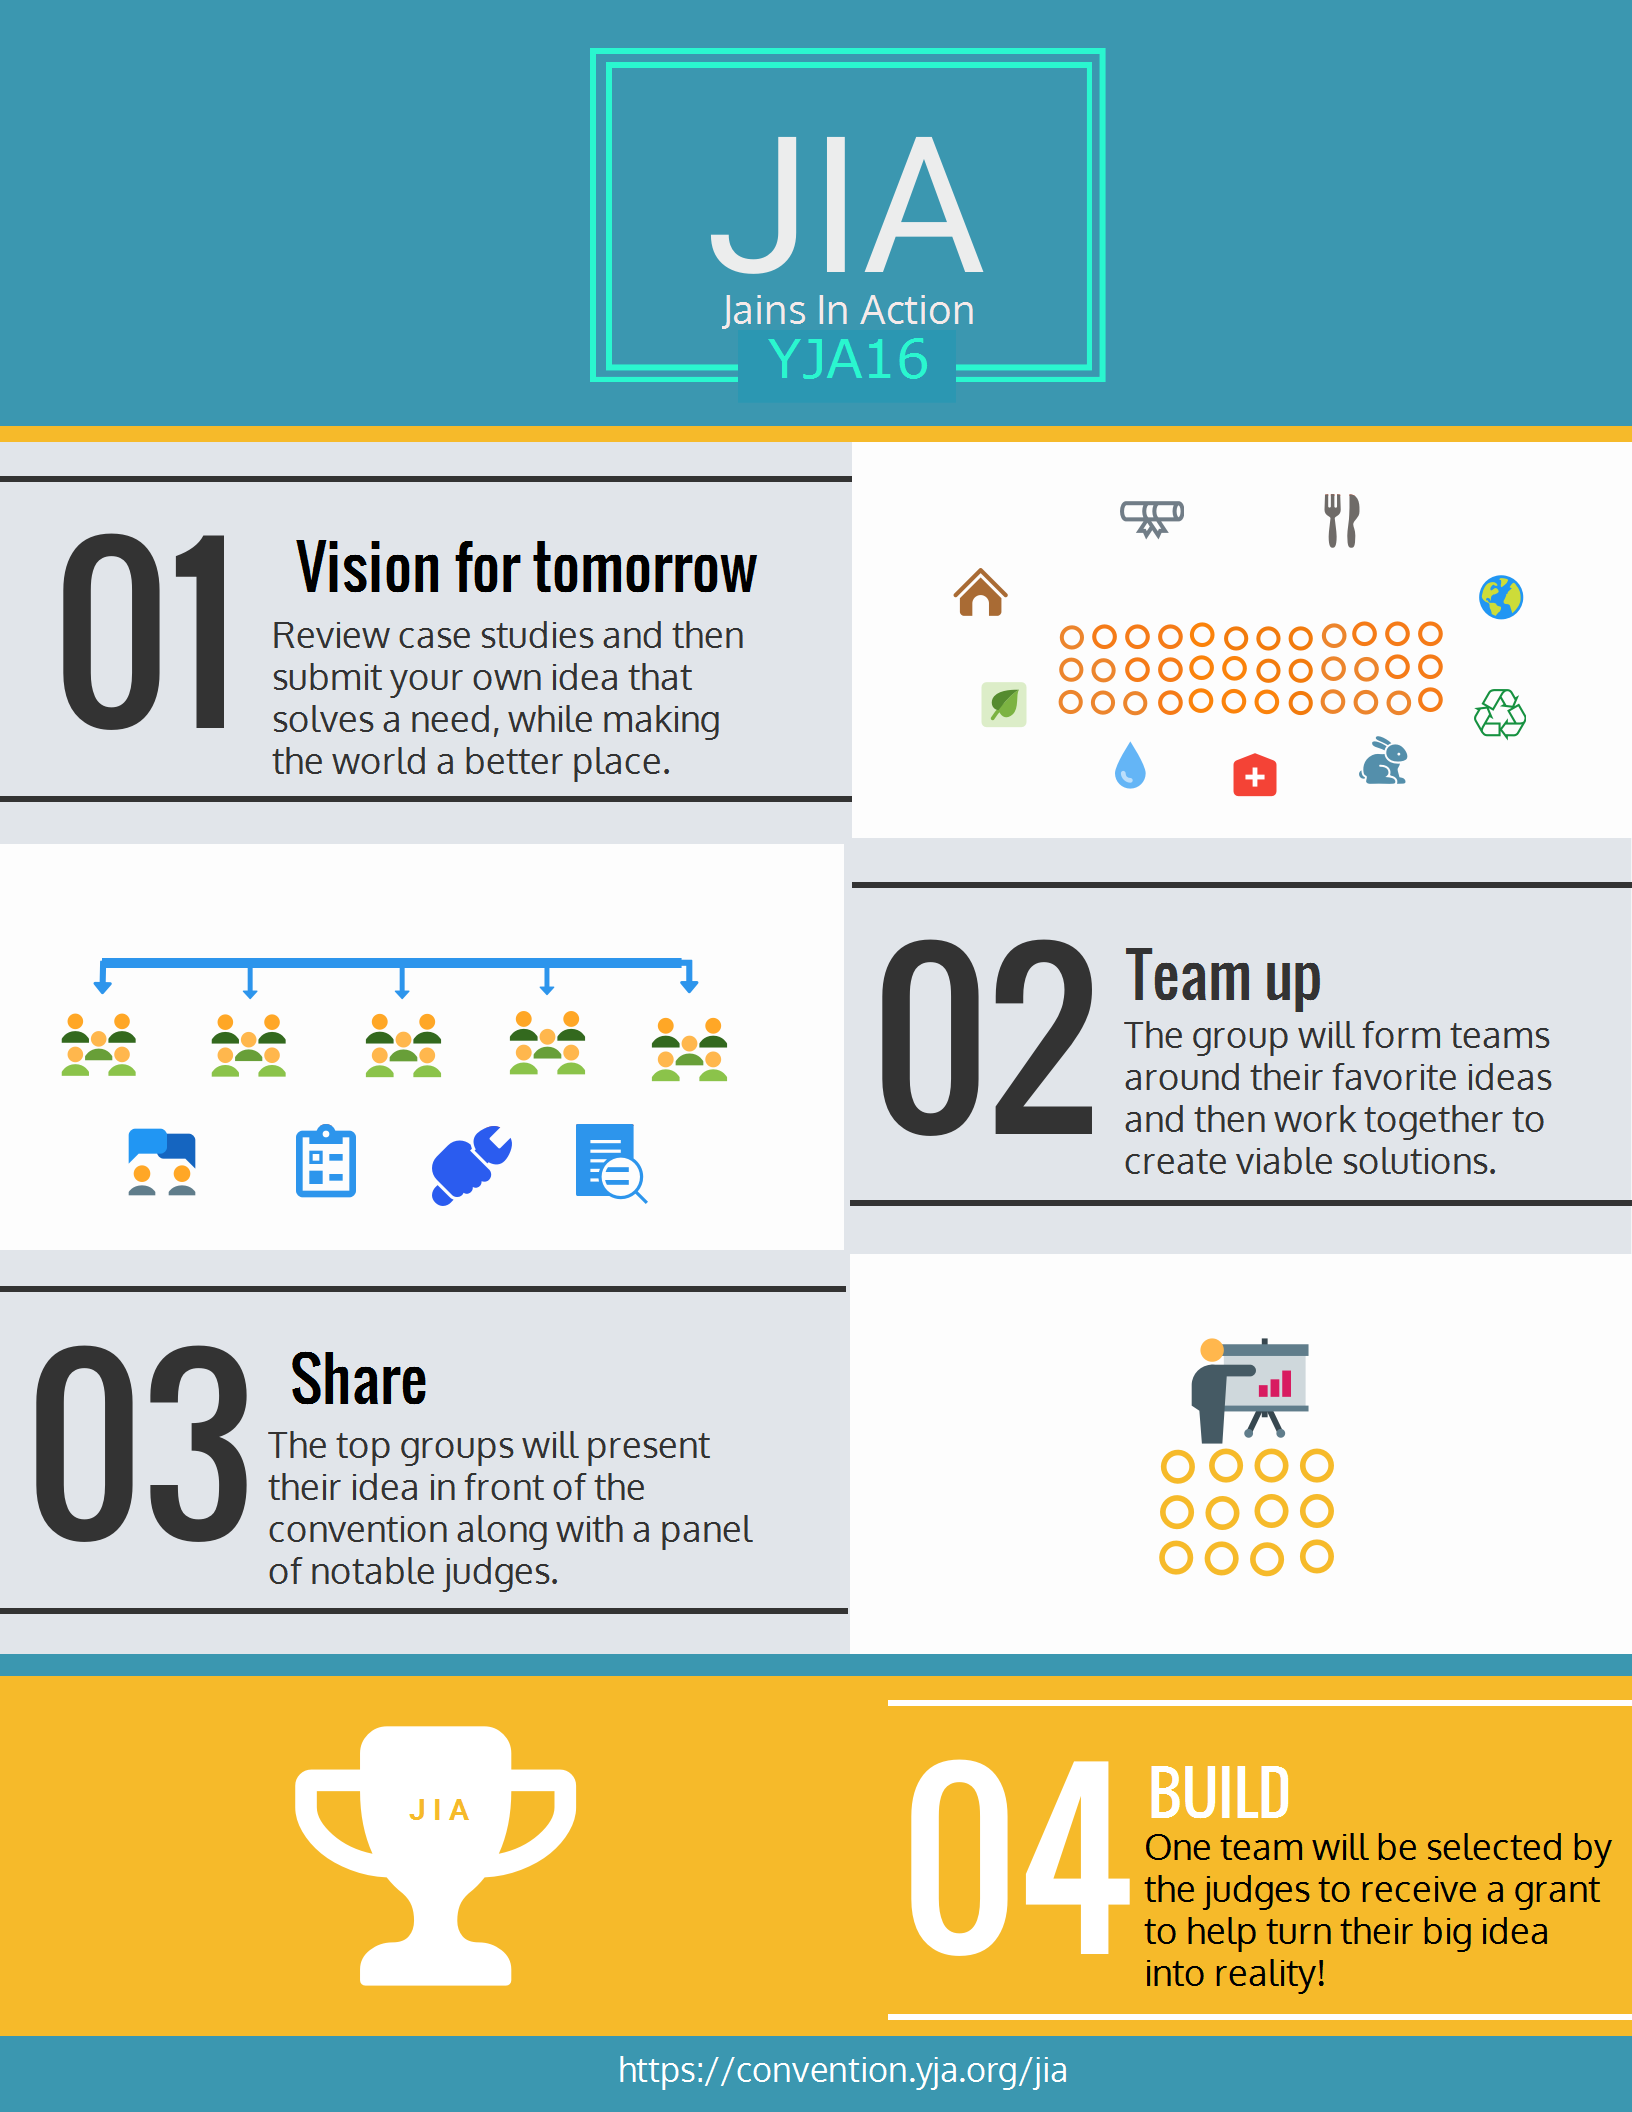 JIA
Jains In Action
YJA16
01
Vision for tomorrow
Review case studies and then
submit your own idea that
solves a need, while making
the world a better place.
02
Team up
The group will form teams
around their favorite ideas
and then work together to
create viable solutions.
03
Share
The top groups will present
their idea in front of the
convention along with a panel
of notable judges.
JIA
04
BUILD
One team will be selected by
the judges to receive a grant
to help turn their big idea
into reality!
https://convention.yja.org/jia